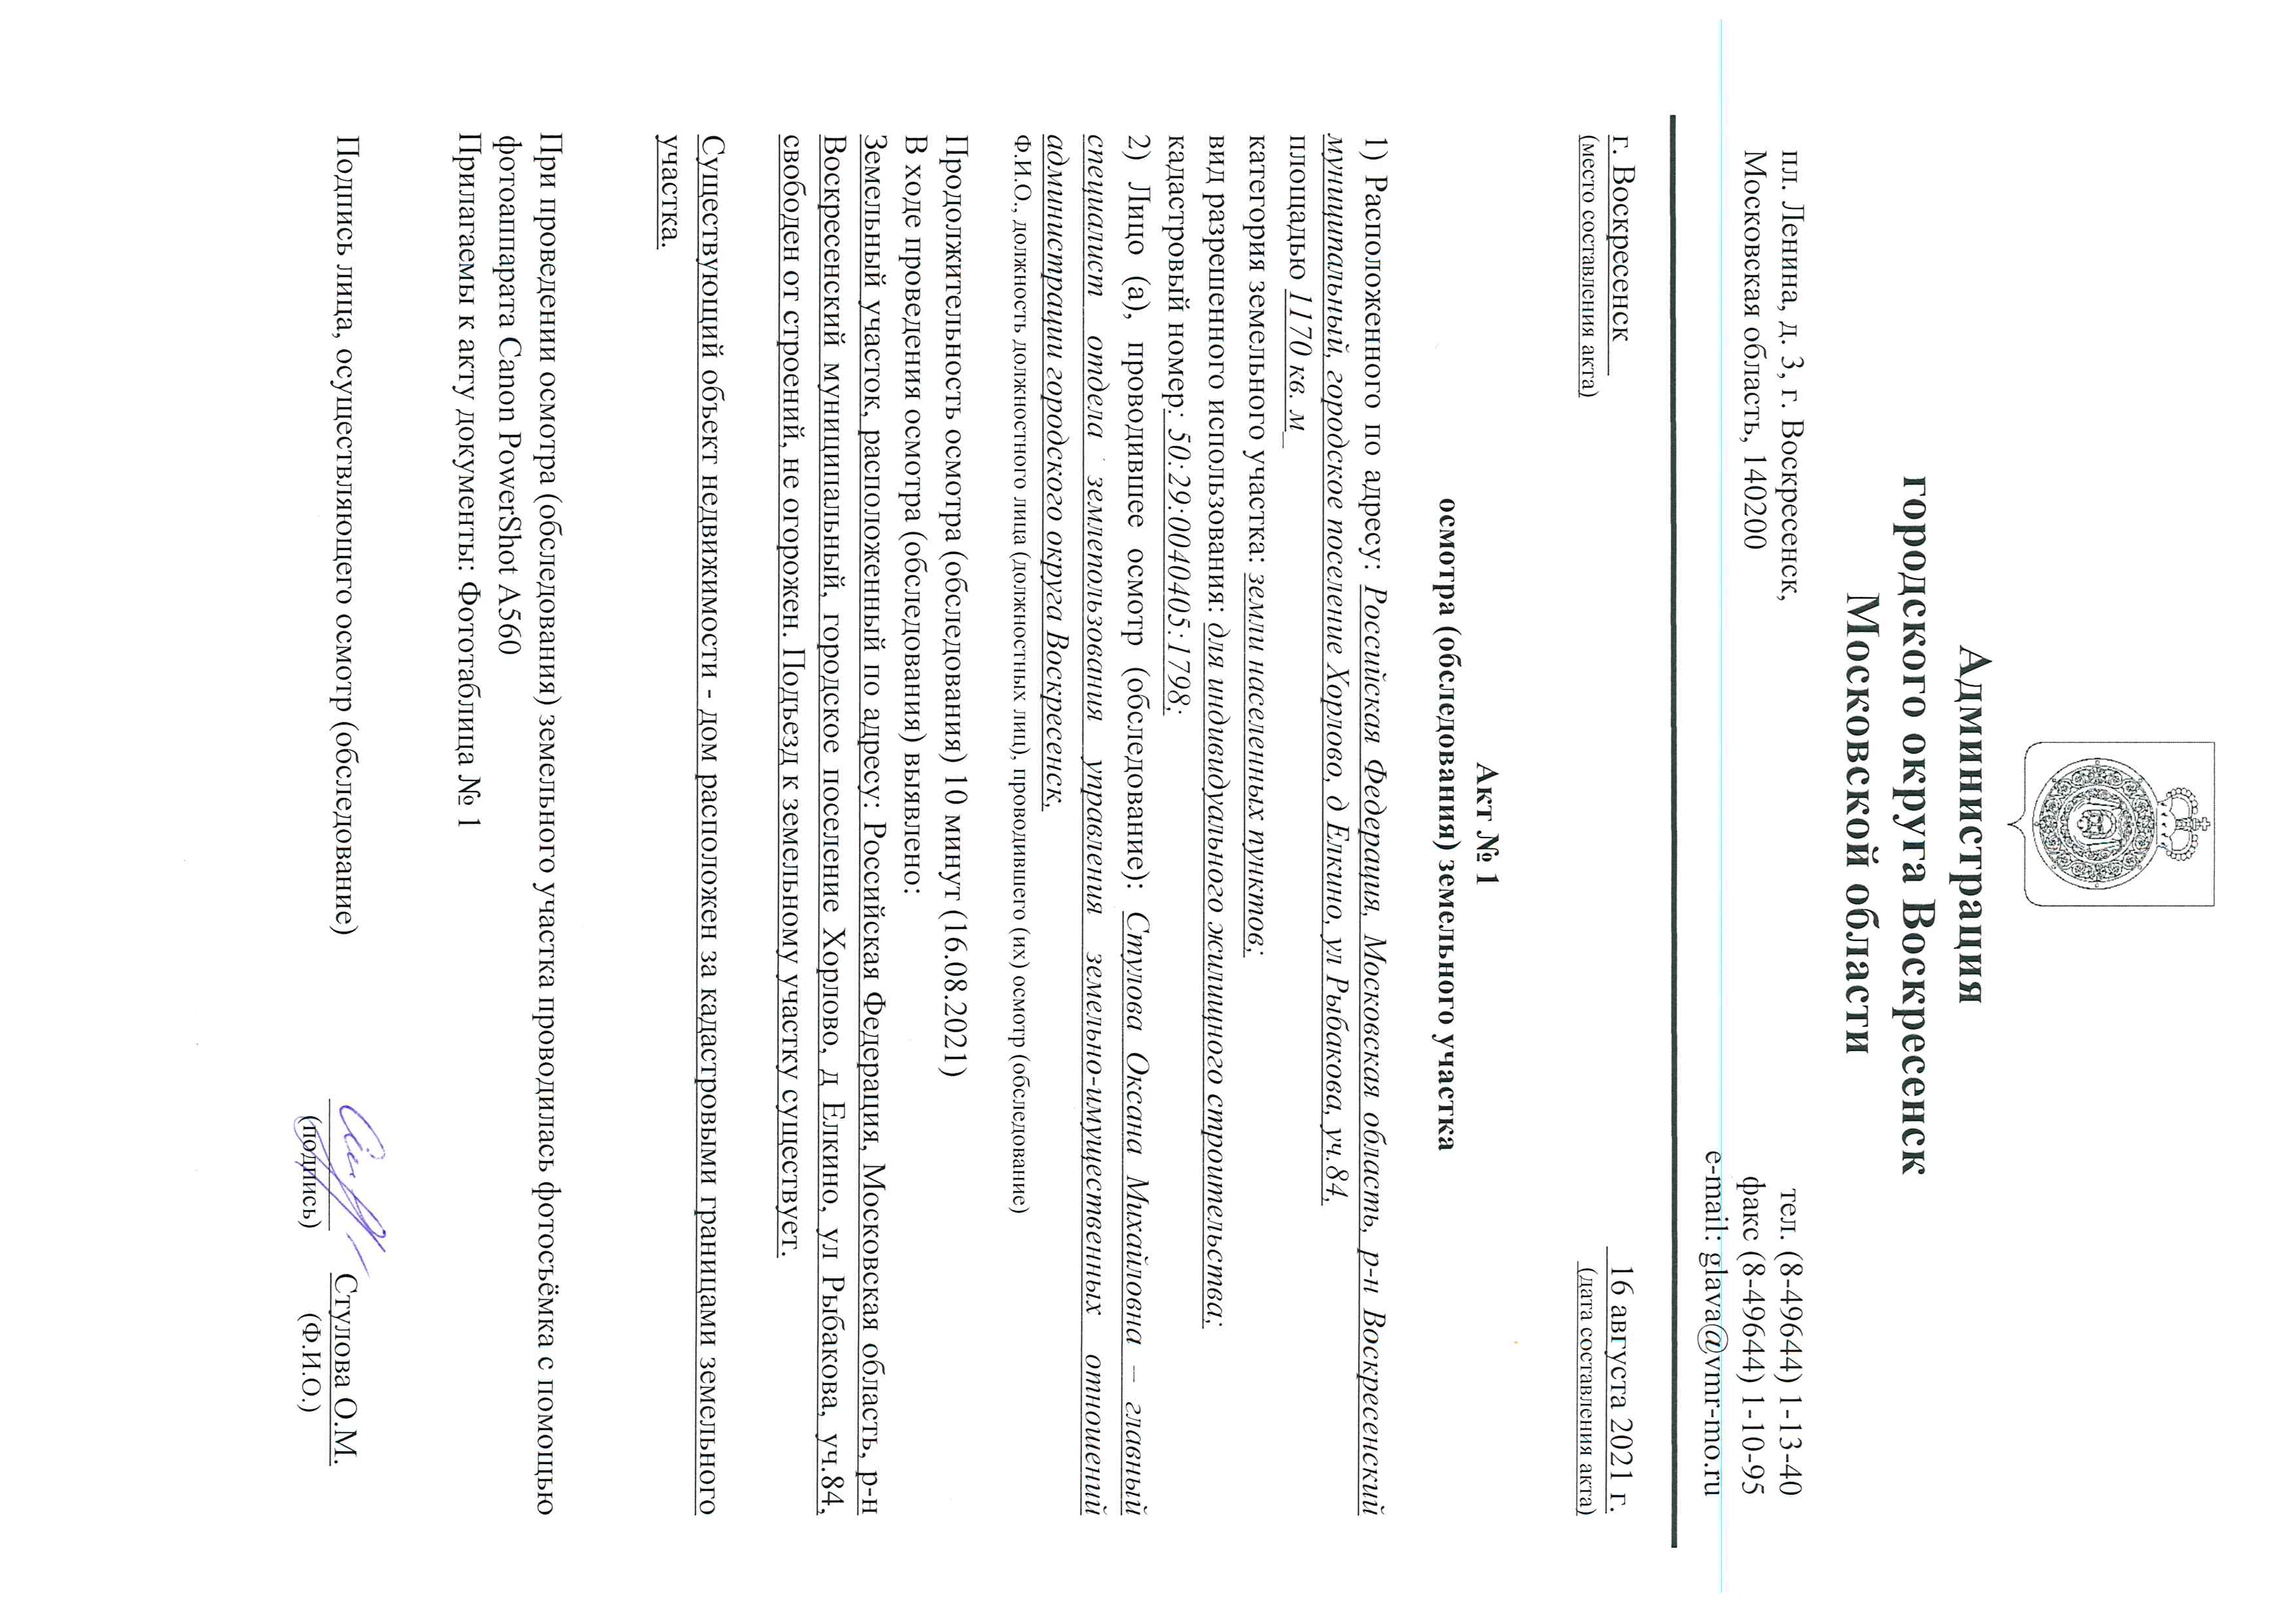 Администрация
городского округа Воскресенск
Московской области
пл. Ленина, д. 3, г. Воскресенск,
Московская область, 140200
тел. (8-49644) 1-13-40
факс (8-49644) 1-10-95
e-mail: glava@vmr-mo.ru
г. Воскресенск
(место составления акта)
16 августа 2021 г.
(дата составления акта)
Акт № 1
осмотра (обследования) земельного участка
1) Расположенного по адресу: Российская Федерация, Московская область, р-н Воскресенский
муниципальный, городское поселение Хорлово, д Елкино, ул Рыбакова, уч.84,
площадью 1170 кв. м
категория земельного участка: земли населенных пунктов;
вид разрешенного использования: для индивидуального жилищного строительства;
кадастровый номер: 50:29:0040405:1798;
2) Лицо (а), проводившее осмотр (обследование): Стулова Оксана Михайловна – главный
специалист отдела землепользования управления земельно-имущественных отношений
администрации городского округа Воскресенск,
Ф.И.О., должность должностного лица (должностных лиц), проводившего (их) осмотр (обследование)
Продолжительность осмотра (обследования) 10 минут (16.08.2021)
В ходе проведения осмотра (обследования) выявлено:
Земельный участок, расположенный по адресу: Российская Федерация, Московская область, р-н
Воскресенский муниципальный, городское поселение Хорлово, д Елкино, ул Рыбакова, уч.84,
свободен от строений, не огорожен. Подъезд к земельному участку существует.
Существующий объект недвижимости - дом расположен за кадастровыми границами земельного
участка.
При проведении осмотра (обследования) земельного участка проводилась фотосъёмка с помощью
фотоаппарата Canon PowerShot A560
Прилагаемы к акту документы: Фототаблица № 1
Подпись лица, осуществляющего осмотр (обследование)
Стулова О.М.
(подпись)
(Ф.И.О.)